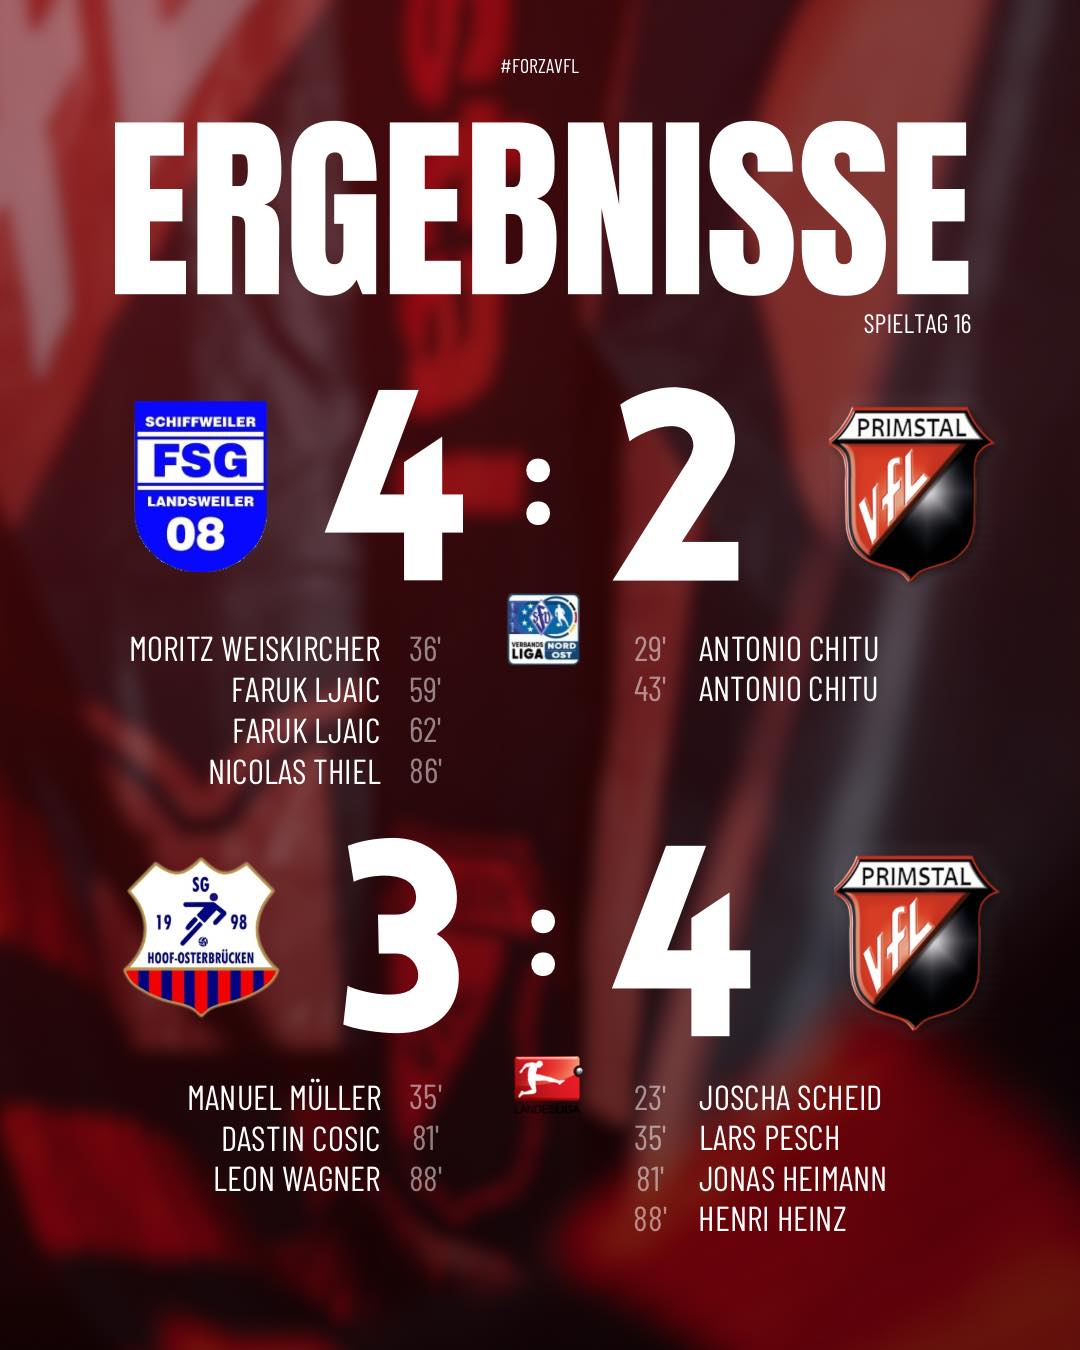 #FORZAVFL
ERGEBNISSE
SPIELTAG 16
SCHIFFWEILER
FSG
LANDSWEILER
08
4 : 2
PRIMSTAL
VfL
SFV
VERBANDS
LIGA NORD
OST
MORITZ WEISKIRCHER 36'
FARUK LJAIC 59'
FARUK LJAIC 62'
NICOLAS THIEL 86'
29' ANTONIO CHITU
43' ANTONIO CHITU
SG
19 98
HOOF-OSTERBRÜCKEN
3 : 4
PRIMSTAL
VfL
LANDESLIGA
MANUEL MÜLLER 35'
DASTIN COSIC 81'
LEON WAGNER 88'
23' JOSCHA SCHEID
35' LARS PESCH
81' JONAS HEIMANN
88' HENRI HEINZ